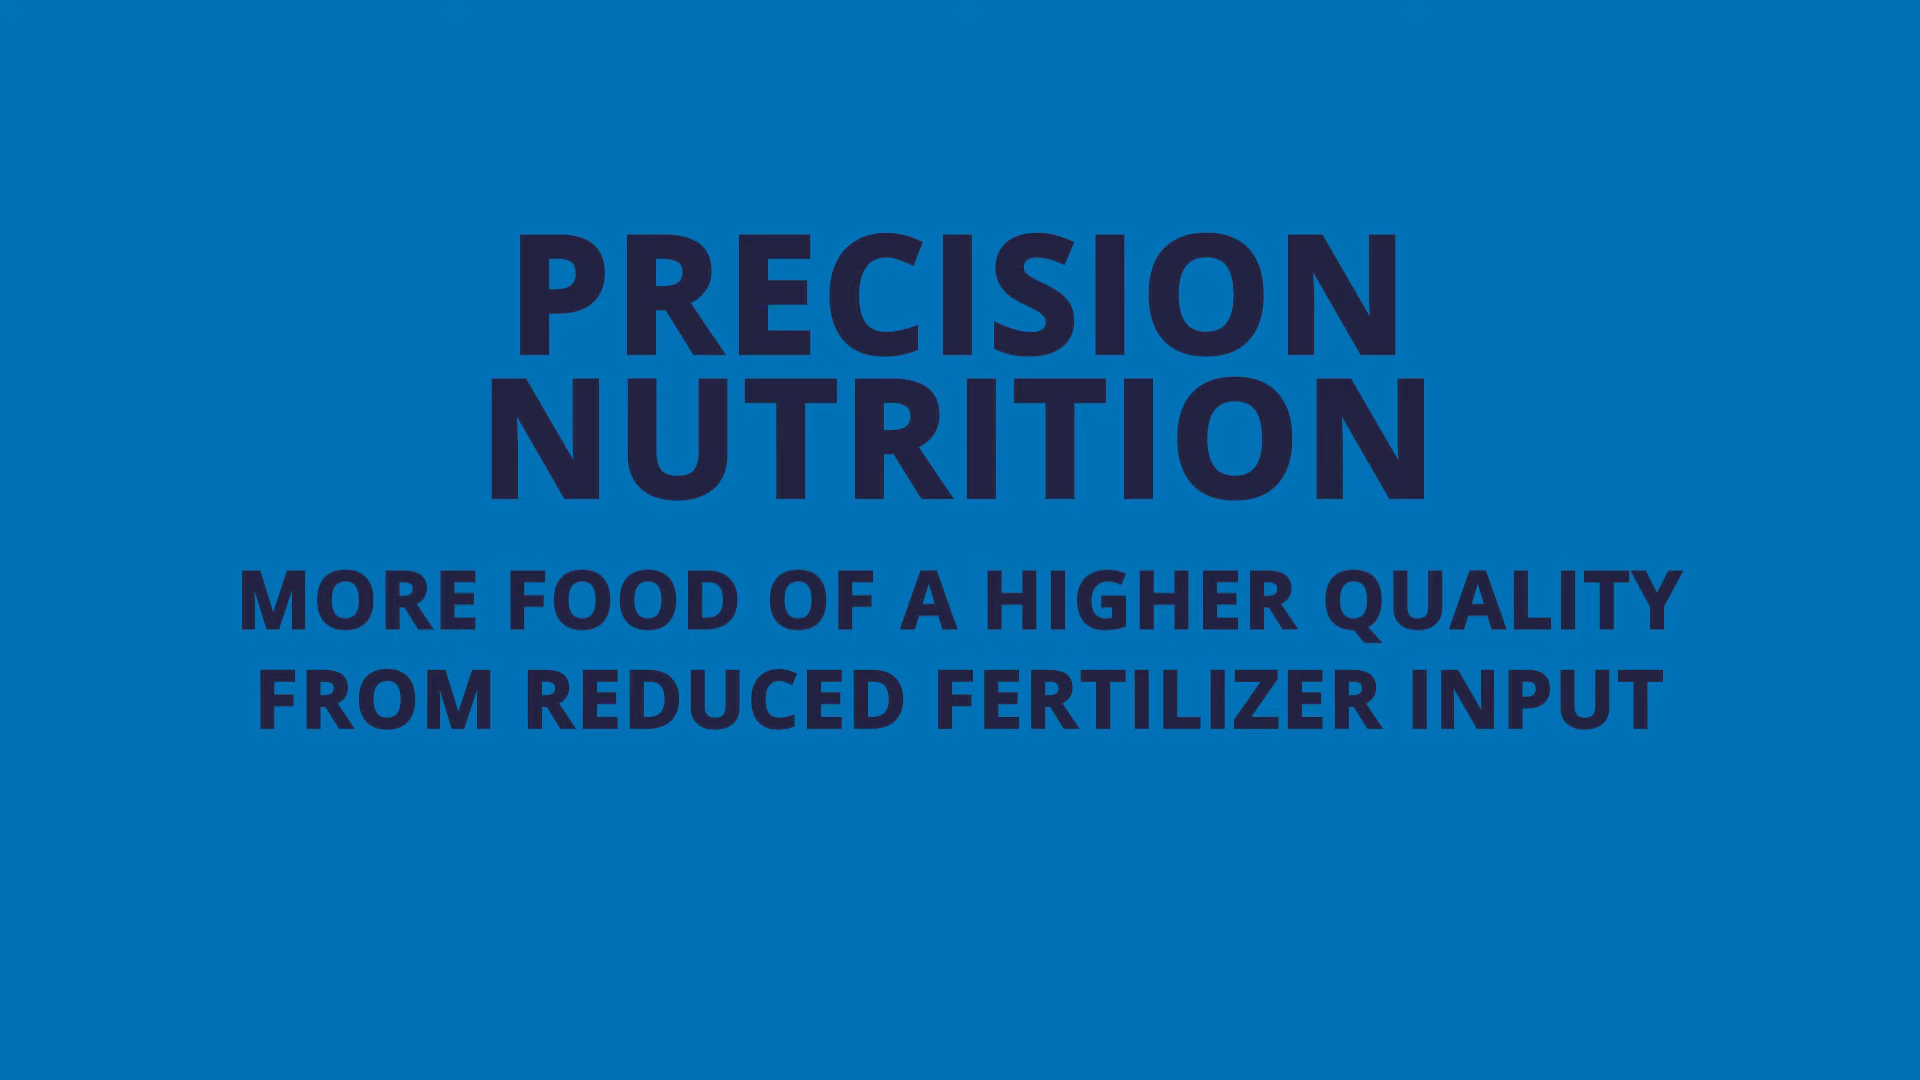 PRECISION
NUTRITION
MORE FOOD OF A HIGHER QUALITY
FROM REDUCED FERTILIZER INPUT